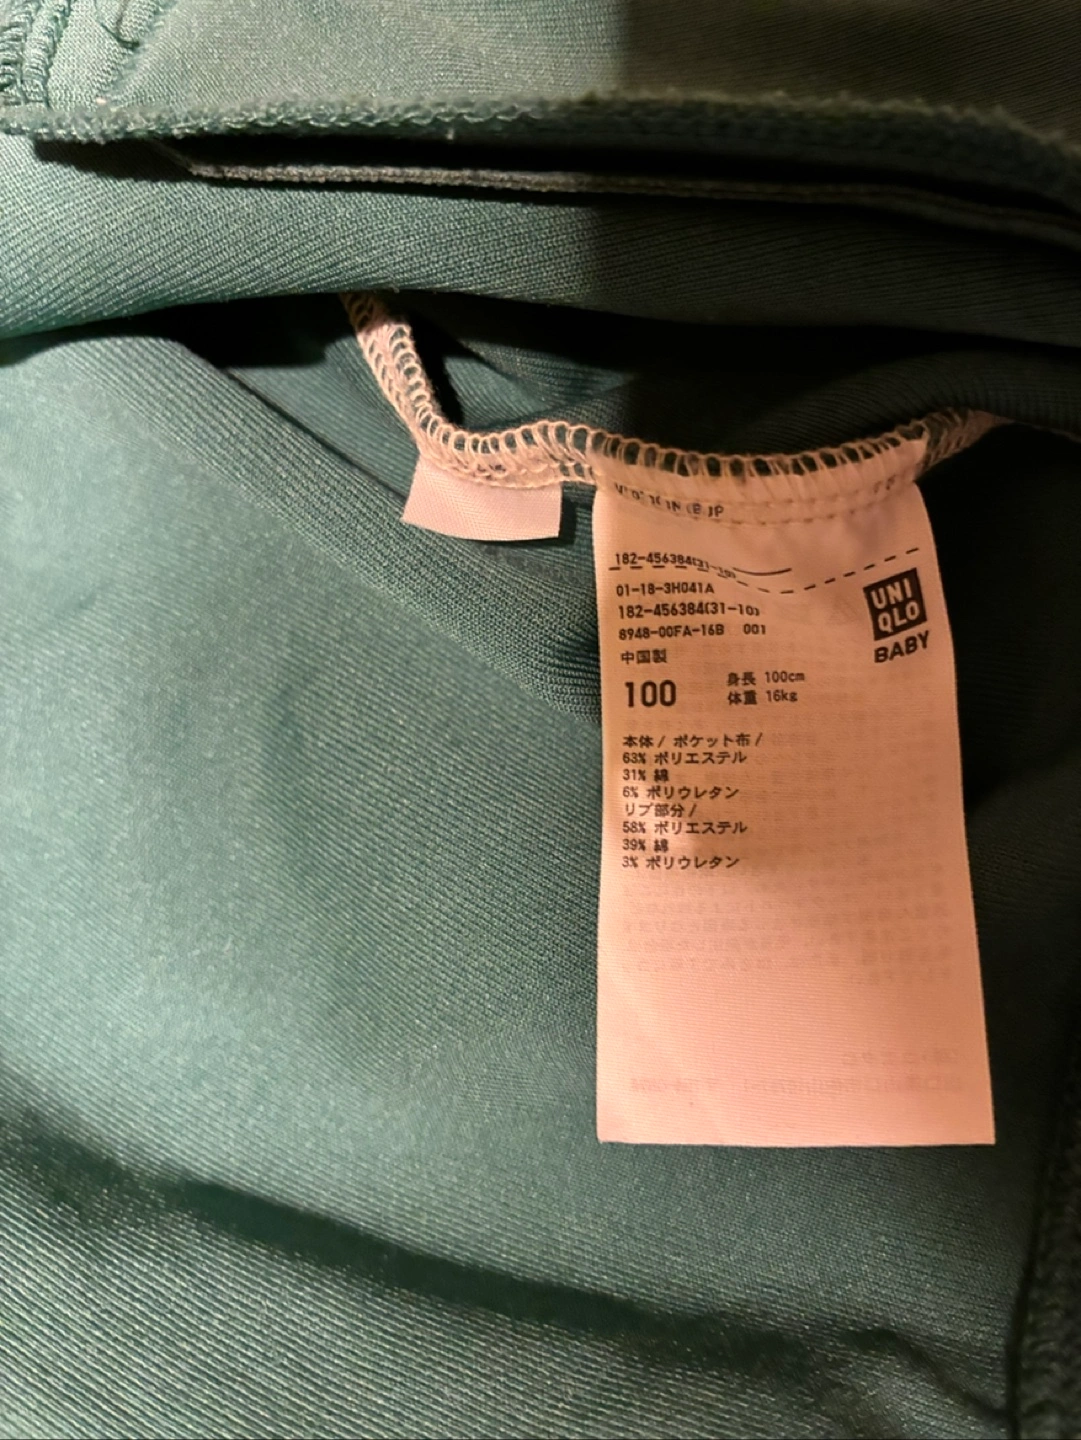 182-456384(31-10)
01-18-3H041A
182-456384(31-10)
8948-00FA-16B 001
中国製
100
身長 100cm
体重 16kg
UNI
QLO
BABY
本体/ ポケット布/
63% ポリエステル
31% 綿
6% ポリウレタン
リブ部分/
58% ポリエステル
39% 綿
3% ポリウレタン